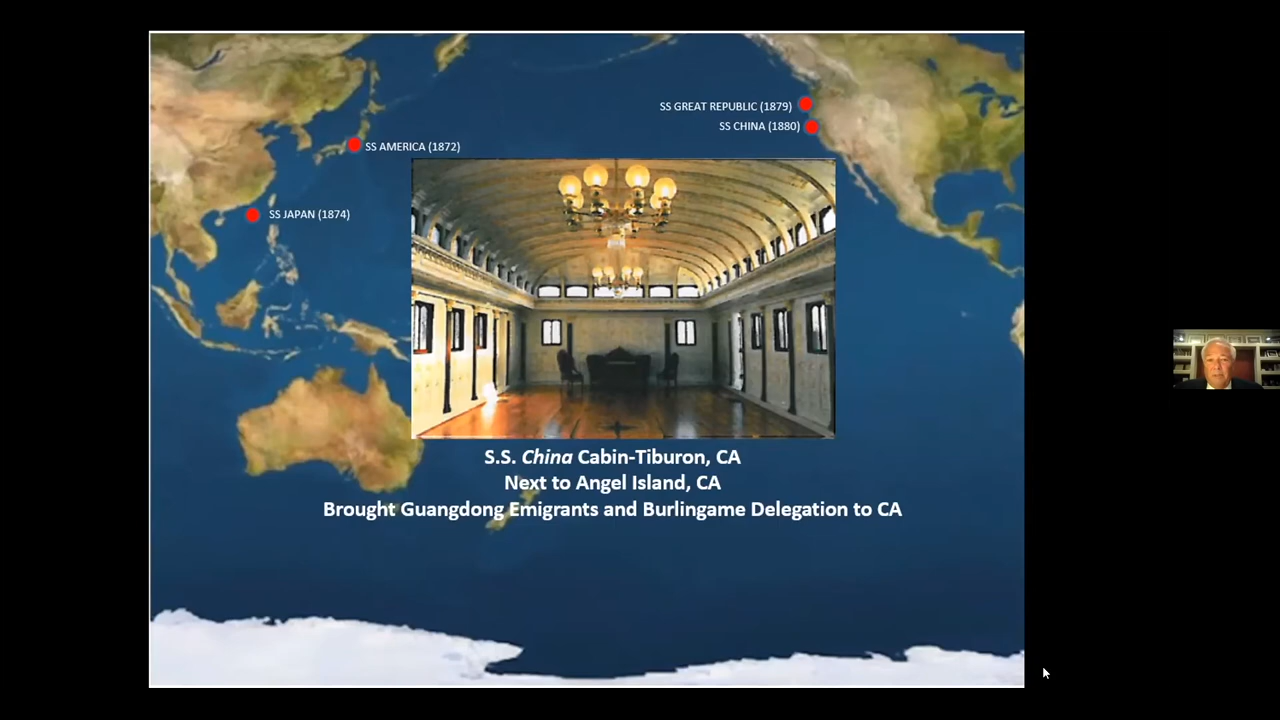 SS GREAT REPUBLIC (1879)
SS CHINA (1880)
SS AMERICA (1872)
SS JAPAN (1874)
S.S. China Cabin-Tiburon, CA
Next to Angel Island, CA
Brought Guangdong Emigrants and Burlingame Delegation to CA